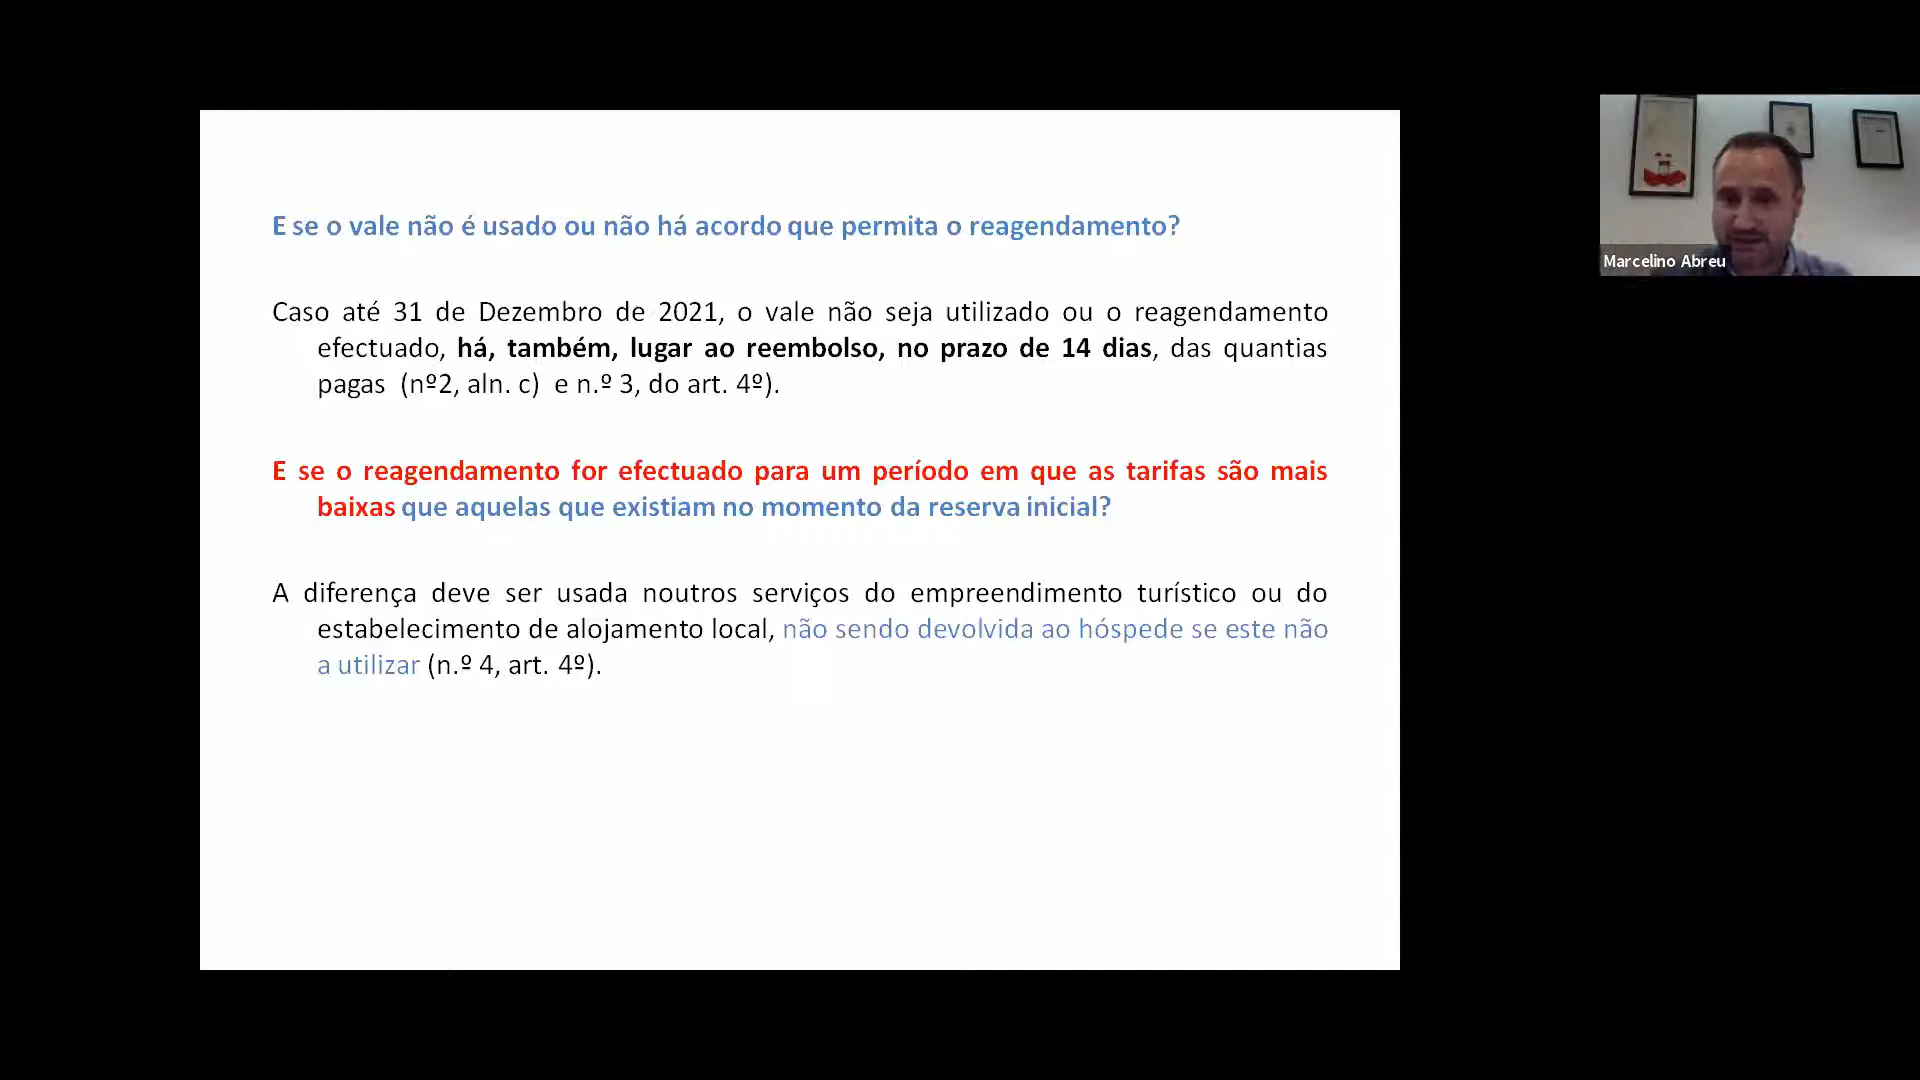 E se o vale não é usado ou não há acordo que permita o reagendamento?
Caso até 31 de Dezembro de 2021, o vale não seja utilizado ou o reagendamento
efectuado, há, também, lugar ao reembolso, no prazo de 14 dias, das quantias
pagas (nº2, aln. c) e n.º 3, do art. 4º).
E se o reagendamento for efectuado para um período em que as tarifas são mais
baixas que aquelas que existiam no momento da reserva inicial?
A diferença deve ser usada noutros serviços do empreendimento turístico ou do
estabelecimento de alojamento local, não sendo devolvida ao hóspede se este não
a utilizar (n.º 4, art. 4º).
Marcelino Abreu